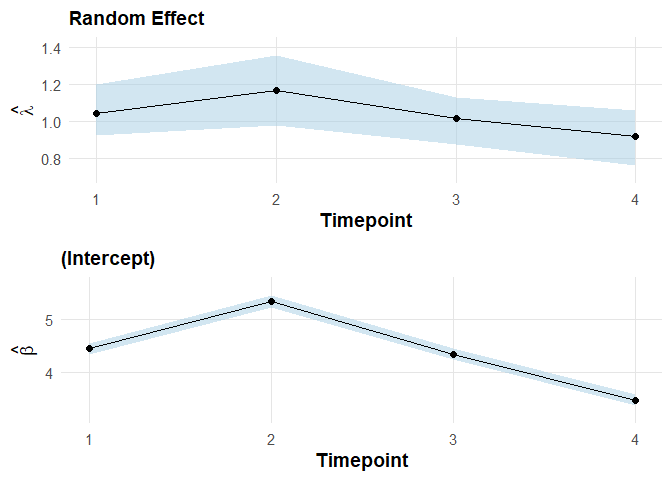 Random Effect
1.4
1.2
1.0
0.8
λ̂
1 2 3 4
Timepoint
(Intercept)
5
4
β̂
1 2 3 4
Timepoint